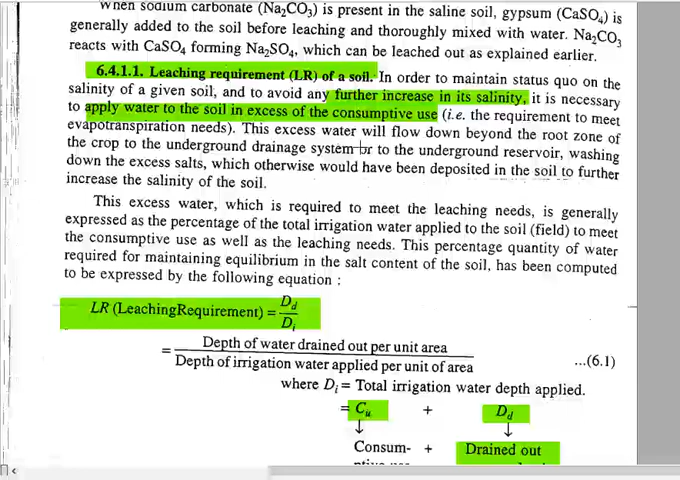 When sodium carbonate (Na2CO3) is present in the saline soil, gypsum (CaSO4) is
generally added to the soil before leaching and thoroughly mixed with water. Na2CO3
reacts with CaSO4 forming Na2SO4, which can be leached out as explained earlier.
6.4.1.1. Leaching requirement (LR) of a soil. In order to maintain status quo on the
salinity of a given soil, and to avoid any further increase in its salinity, it is necessary
to apply water to the soil in excess of the consumptive use (i.e. the requirement to meet
evapotranspiration needs). This excess water will flow down beyond the root zone of
the crop to the underground drainage system or to the underground reservoir, washing
down the excess salts, which otherwise would have been deposited in the soil to further
increase the salinity of the soil.
This excess water, which is required to meet the leaching needs, is generally
expressed as the percentage of the total irrigation water applied to the soil (field) to meet
the consumptive use as well as the leaching needs. This percentage quantity of water
required for maintaining equilibrium in the salt content of the soil, has been computed
to be expressed by the following equation :
LR (Leaching Requirement) = Dd / Di
= Depth of water drained out per unit area / Depth of irrigation water applied per unit of area ...(6.1)
where Di = Total irrigation water depth applied.
= Cu + Dd
↓ ↓
Consum- + Drained out